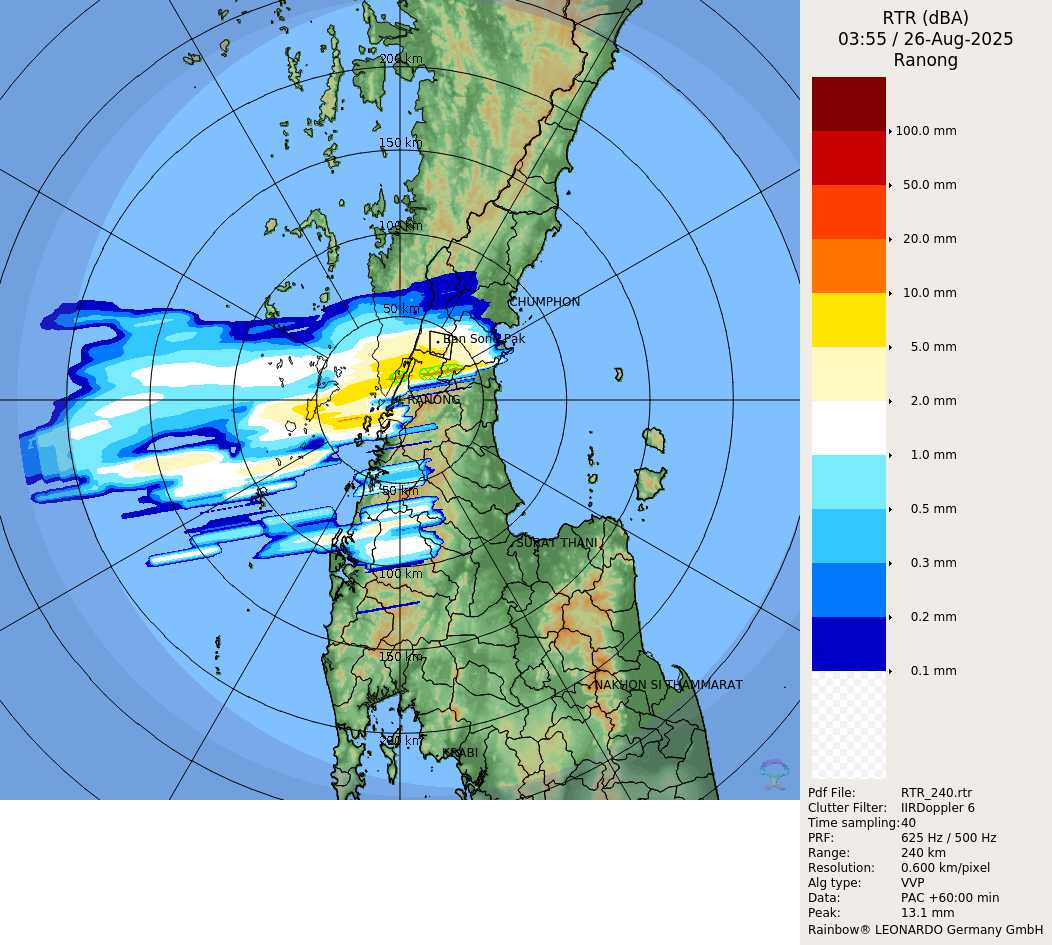 200 km
150 km
100 km
CHUMPHON
50 km
Ban Song Pak
RANONG
50 km
SURAT THANI
100 km
150 km
NAKHON SI THAMMARAT
200 km
KRABI
RTR (dBA)
03:55 / 26-Aug-2025
Ranong
100.0 mm
50.0 mm
20.0 mm
10.0 mm
5.0 mm
2.0 mm
1.0 mm
0.5 mm
0.3 mm
0.2 mm
0.1 mm
Pdf File: RTR_240.rtr
Clutter Filter: IIRDoppler 6
Time sampling:40
PRF: 625 Hz / 500 Hz
Range: 240 km
Resolution: 0.600 km/pixel
Alg type: VVP
Data: PAC +60:00 min
Peak: 13.1 mm
Rainbow® LEONARDO Germany GmbH